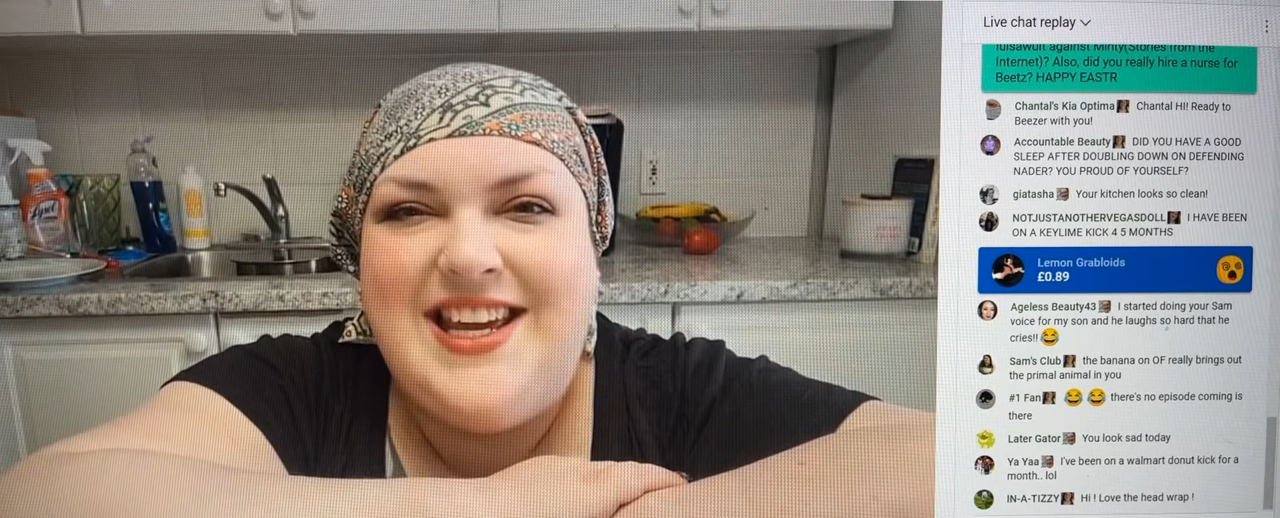 Live chat replay
lulsawuit against Minty(Stories from the
Internet)? Also, did you really hire a nurse for
Beetz? HAPPY EASTR
Chantal's Kia Optima Chantal HI! Ready to
Beezer with you!
Accountable Beauty DID YOU HAVE A GOOD
SLEEP AFTER DOUBLING DOWN ON DEFENDING
NADER? YOU PROUD OF YOURSELF?
giatasha Your kitchen looks so clean!
NOTJUSTANOTHERVEGASDOLL I HAVE BEEN
ON A KEYLIME KICK 4 5 MONTHS
Lemon Grabloids
£0.89
Ageless Beauty43 I started doing your Sam
voice for my son and he laughs so hard that he
cries!! 😂
Sam's Club the banana on OF really brings out
the primal animal in you
#1 Fan 😂 😂 there's no episode coming is
there
Later Gator You look sad today
Ya Yaa I've been on a walmart donut kick for a
month.. lol
IN-A-TIZZY Hi ! Love the head wrap !
Lysol